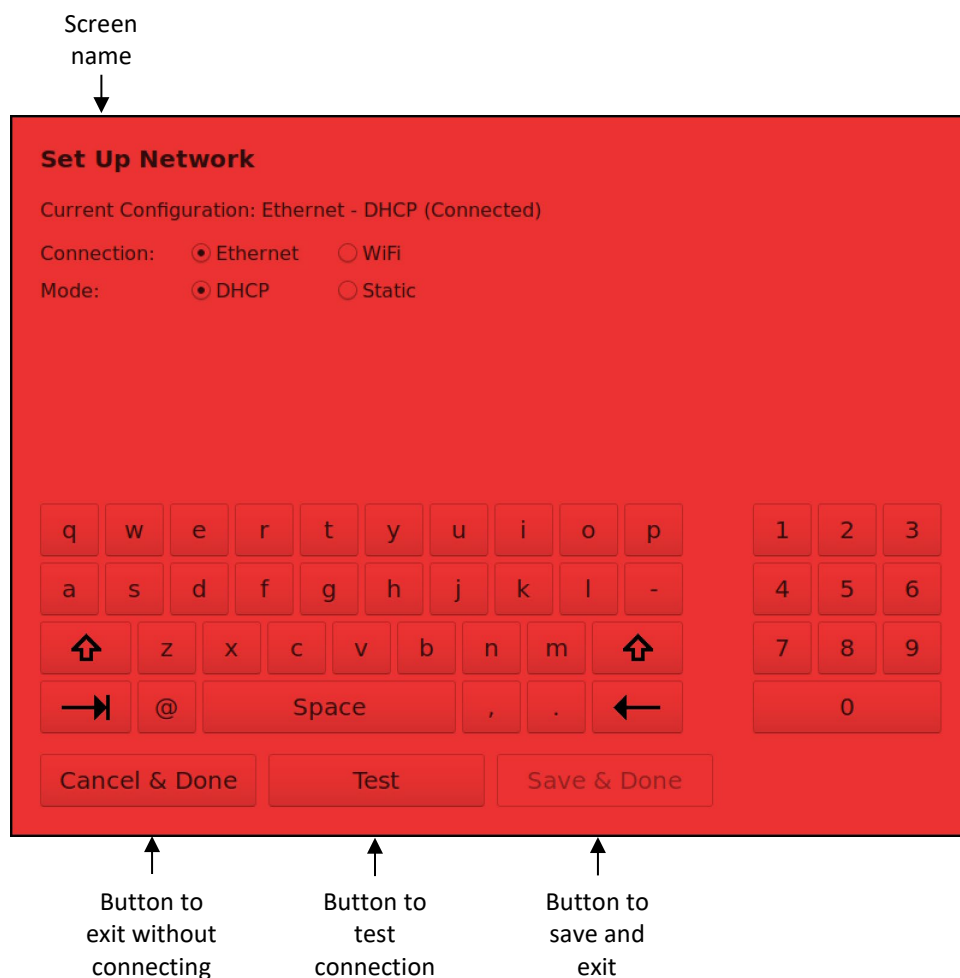 Screen
name
Set Up Network
Current Configuration: Ethernet - DHCP (Connected)
Connection: Ethernet WiFi
Mode: DHCP Static
q w e r t y u i o p 1 2 3
a s d f g h j k l - 4 5 6
z x c v b n m 7 8 9
@ Space , . 0
Cancel & Done Test Save & Done
Button to Button to Button to
exit without test save and
connecting connection exit